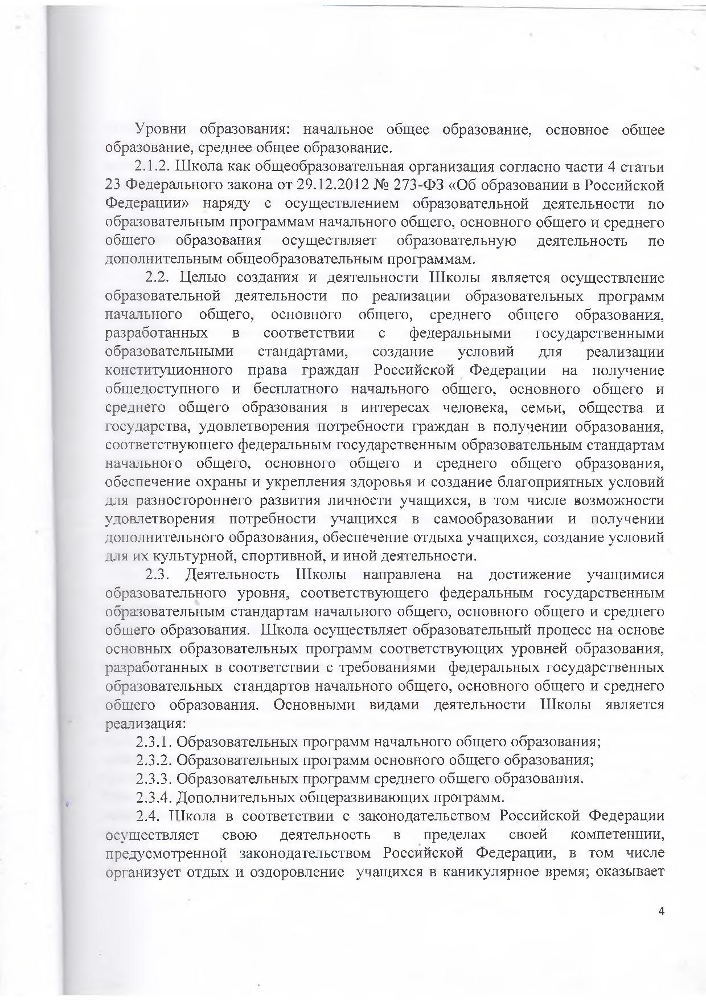 Уровни образования: начальное общее образование, основное общее
образование, среднее общее образование.
2.1.2. Школа как общеобразовательная организация согласно части 4 статьи
23 Федерального закона от 29.12.2012 № 273-ФЗ «Об образовании в Российской
Федерации» наряду с осуществлением образовательной деятельности по
образовательным программам начального общего, основного общего и среднего
общего образования осуществляет образовательную деятельность по
дополнительным общеобразовательным программам.
2.2. Целью создания и деятельности Школы является осуществление
образовательной деятельности по реализации образовательных программ
начального общего, основного общего, среднего общего образования,
разработанных в соответствии с федеральными государственными
образовательными стандартами, создание условий для реализации
конституционного права граждан Российской Федерации на получение
общедоступного и бесплатного начального общего, основного общего и
среднего общего образования в интересах человека, семьи, общества и
государства, удовлетворения потребности граждан в получении образования,
соответствующего федеральным государственным образовательным стандартам
начального общего, основного общего и среднего общего образования,
обеспечение охраны и укрепления здоровья и создание благоприятных условий
для разностороннего развития личности учащихся, в том числе возможности
удовлетворения потребности учащихся в самообразовании и получении
дополнительного образования, обеспечение отдыха учащихся, создание условий
для их культурной, спортивной, и иной деятельности.
2.3. Деятельность Школы направлена на достижение учащимися
образовательного уровня, соответствующего федеральным государственным
образовательным стандартам начального общего, основного общего и среднего
общего образования. Школа осуществляет образовательный процесс на основе
основных образовательных программ соответствующих уровней образования,
разработанных в соответствии с требованиями федеральных государственных
образовательных стандартов начального общего, основного общего и среднего
общего образования. Основными видами деятельности Школы является
реализация:
2.3.1. Образовательных программ начального общего образования;
2.3.2. Образовательных программ основного общего образования;
2.3.3. Образовательных программ среднего общего образования.
2.3.4. Дополнительных общеразвивающих программ.
2.4. Школа в соответствии с законодательством Российской Федерации
осуществляет свою деятельность в пределах своей компетенции,
предусмотренной законодательством Российской Федерации, в том числе
организует отдых и оздоровление учащихся в каникулярное время; оказывает
4